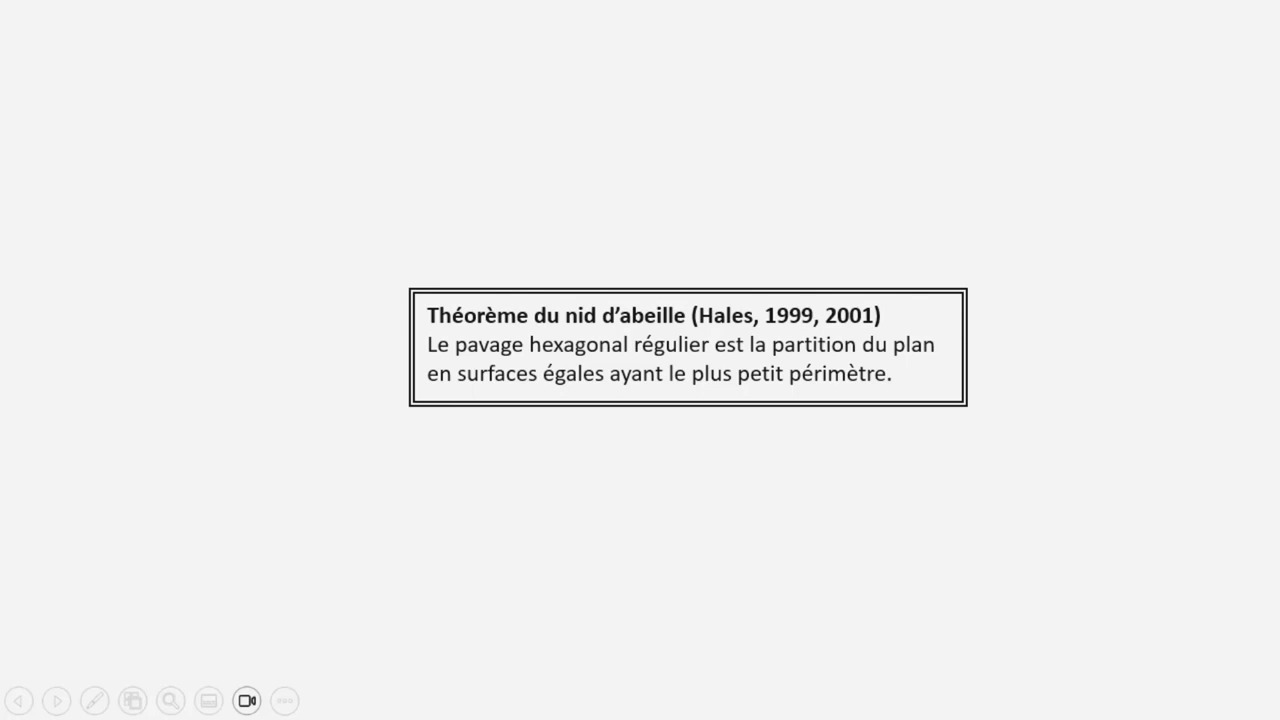 Théorème du nid d’abeille (Hales, 1999, 2001)
Le pavage hexagonal régulier est la partition du plan
en surfaces égales ayant le plus petit périmètre.